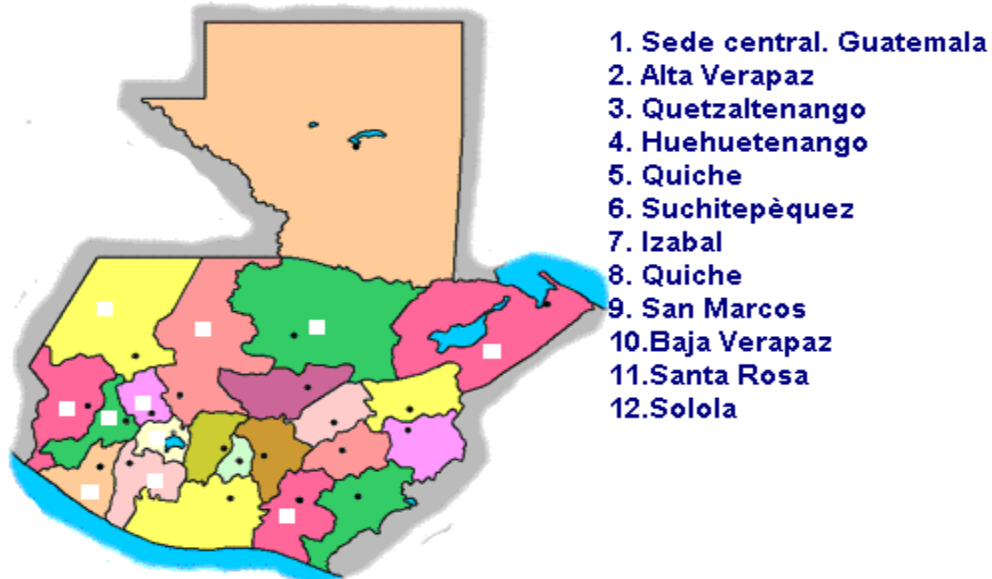 1. Sede central. Guatemala
2. Alta Verapaz
3. Quetzaltenango
4. Huehuetenango
5. Quiche
6. Suchitepèquez
7. Izabal
8. Quiche
9. San Marcos
10.Baja Verapaz
11.Santa Rosa
12.Solola